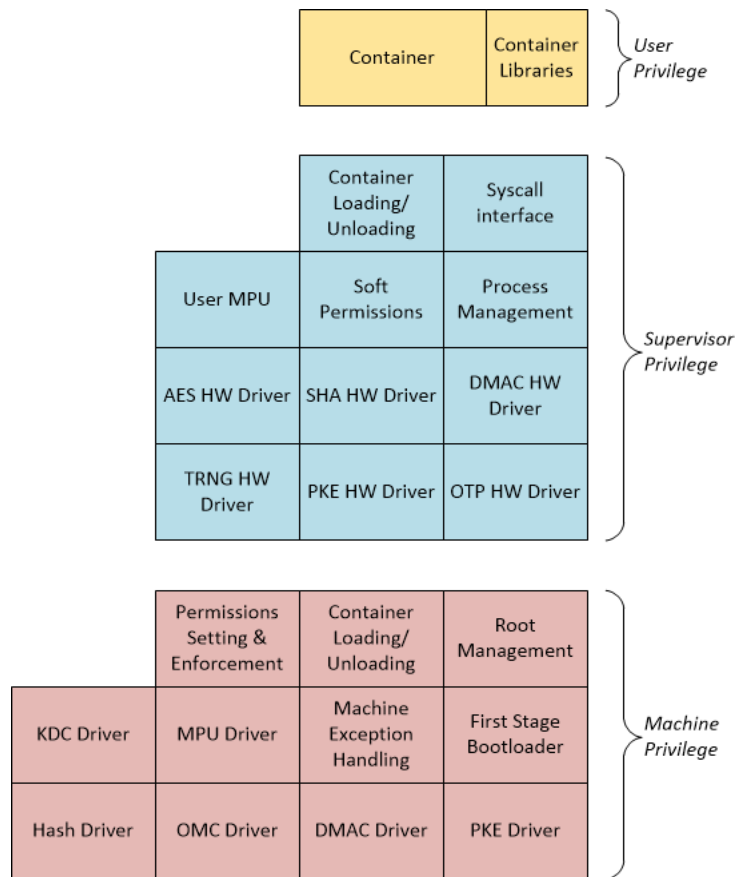 Container
Container
Libraries
User
Privilege
Container
Loading/
Unloading
Syscall
interface
User MPU
Soft
Permissions
Process
Management
AES HW Driver
SHA HW Driver
DMAC HW
Driver
TRNG HW
Driver
PKE HW Driver
OTP HW Driver
Supervisor
Privilege
Permissions
Setting &
Enforcement
Container
Loading/
Unloading
Root
Management
KDC Driver
MPU Driver
Machine
Exception
Handling
First Stage
Bootloader
Hash Driver
OMC Driver
DMAC Driver
PKE Driver
Machine
Privilege